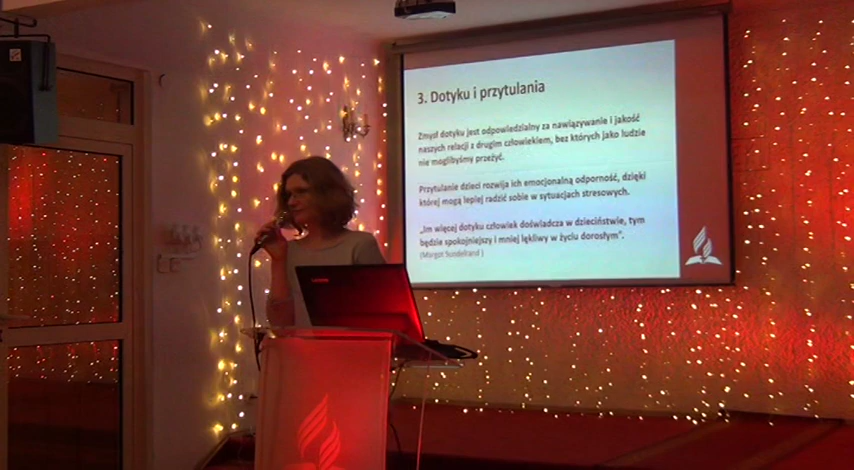 3. Dotyku i przytulania
Zmysł dotyku jest odpowiedzialny za nawiązywanie i jakość
naszych relacji z drugim człowiekiem, bez których jako ludzie
nie moglibyśmy przeżyć.
Przytulanie dzieci rozwija ich emocjonalną odporność, dzięki
której mogą lepiej radzić sobie w sytuacjach stresowych.
„Im więcej dotyku człowiek doświadcza w dzieciństwie, tym
będzie spokojniejszy i mniej lękliwy w życiu dorosłym”.
(Margot Sunderland )